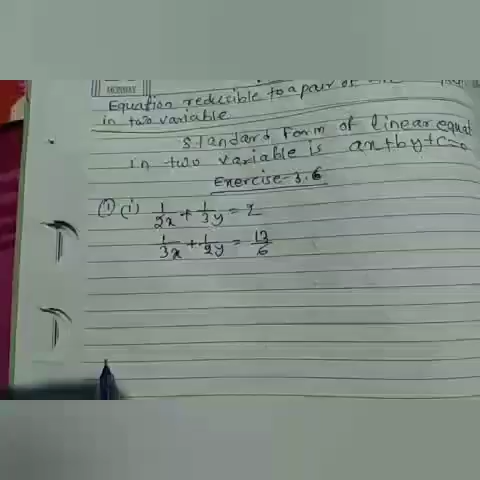 MONDAY
Equation reducible to a pair of
in two variable
Standard form of linear equat
in two variable is ax+by+c=0
Exercise-3.6
① (i) 1/2x + 1/3y = 2
1/3x + 1/2y = 13/6